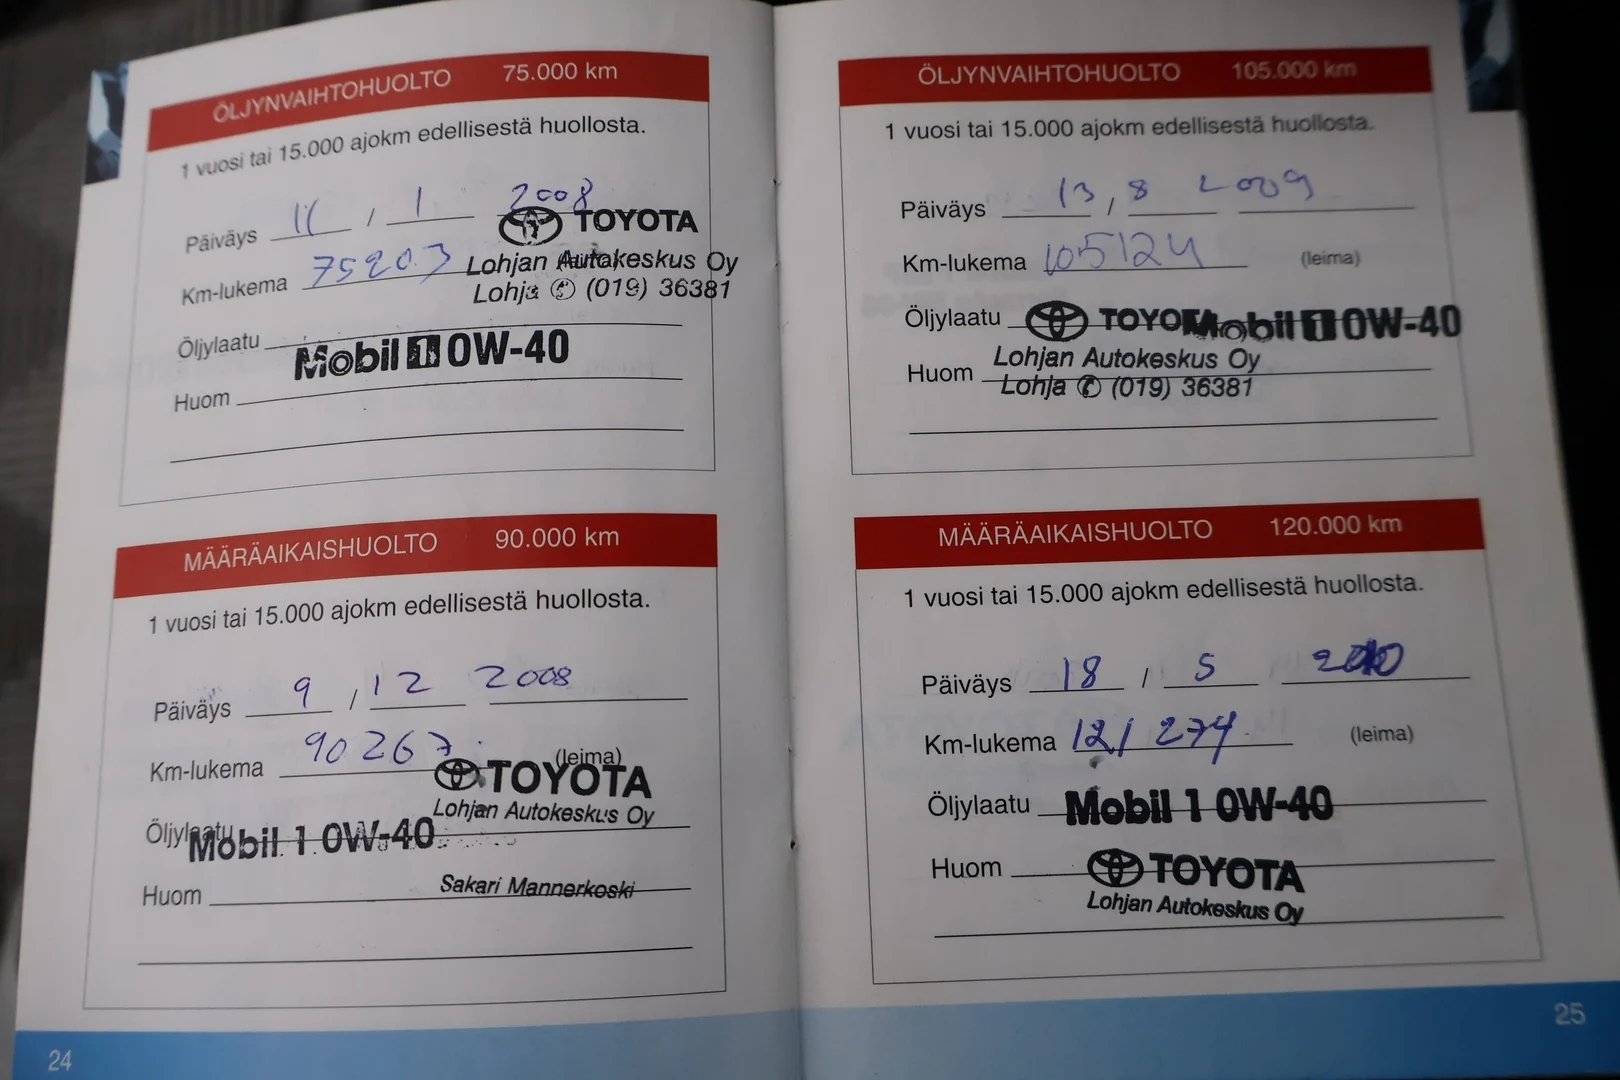 ÖLJYNVAIHTOHUOLTO 75.000 km
1 vuosi tai 15.000 ajokm edellisestä huollosta.
Päiväys 11 / 1 2008
TOYOTA
Km-lukema 75203 (leima)
Lohjan Autokeskus Oy
Lohja ✆ (019) 36381
Öljylaatu Mobil 1 0W-40
Huom
MÄÄRÄAIKAISHUOLTO 90.000 km
1 vuosi tai 15.000 ajokm edellisestä huollosta.
Päiväys 9 / 12 2008
Km-lukema 90267 (leima)
TOYOTA
Lohjan Autokeskus Oy
Öljylaatu Mobil 1 0W-40
Huom Sakari Mannerkoski
24
ÖLJYNVAIHTOHUOLTO 105.000 km
1 vuosi tai 15.000 ajokm edellisestä huollosta.
Päiväys 13 / 8 2009
Km-lukema 105124 (leima)
Öljylaatu TOYOTA Mobil 1 0W-40
Lohjan Autokeskus Oy
Huom Lohja ✆ (019) 36381
MÄÄRÄAIKAISHUOLTO 120.000 km
1 vuosi tai 15.000 ajokm edellisestä huollosta.
Päiväys 18 / 5 2010
Km-lukema 121274 (leima)
Öljylaatu Mobil 1 0W-40
Huom TOYOTA
Lohjan Autokeskus Oy
25